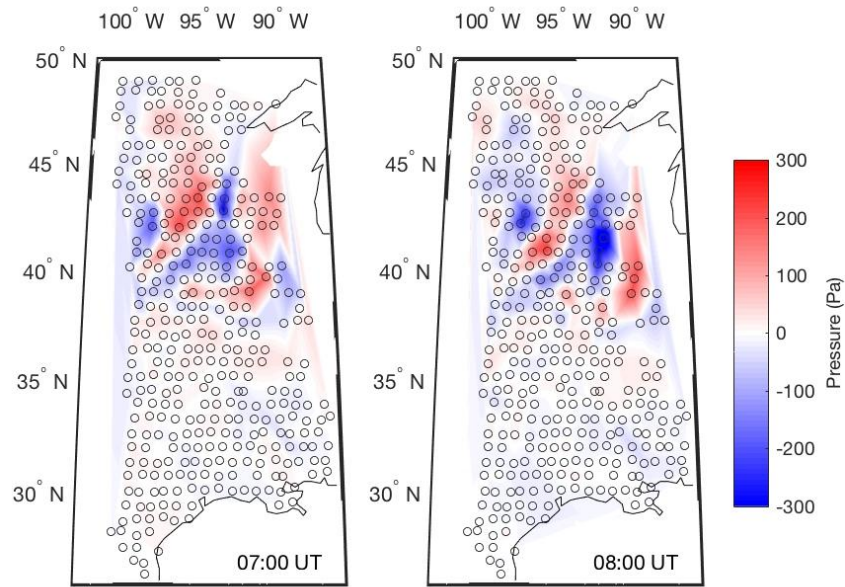 100° W 95° W 90° W
100° W 95° W 90° W
50° N
45° N
40° N
35° N
30° N
07:00 UT
50° N
45° N
40° N
35° N
30° N
08:00 UT
300
200
100
0
-100
-200
-300
Pressure (Pa)